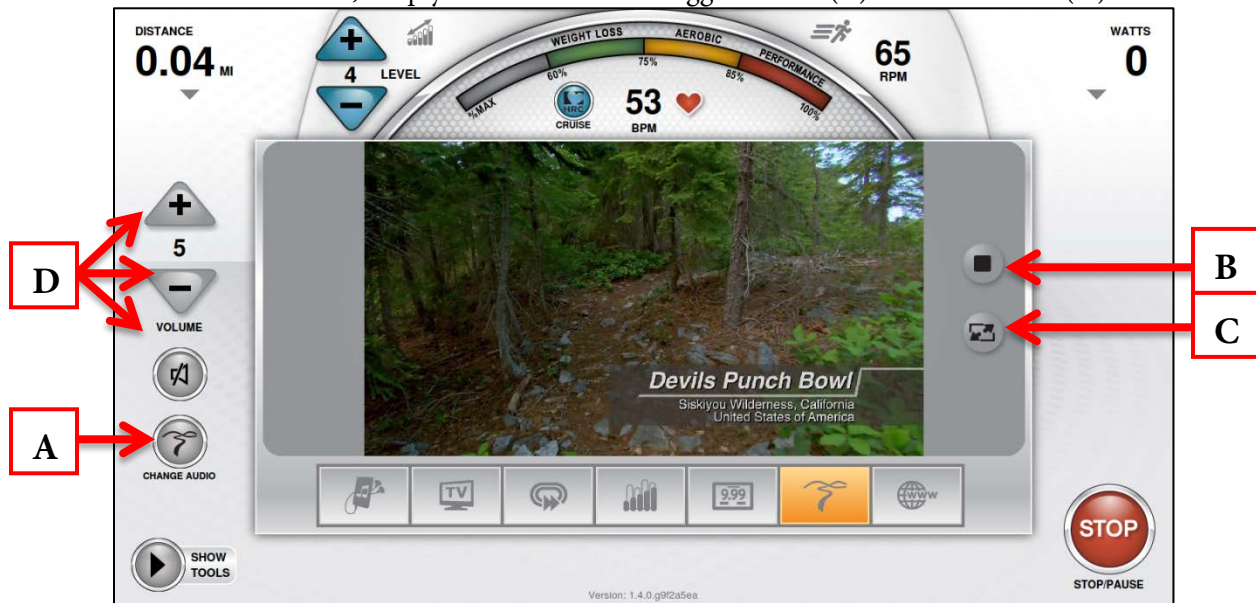 DISTANCE
0.04 MI
4 LEVEL
WEIGHT LOSS
AEROBIC
PERFORMANCE
%MAX
60%
75%
85%
100%
HRC
CRUISE
53
BPM
65
RPM
WATTS
0
5
VOLUME
D
B
C
A
CHANGE AUDIO
Devils Punch Bowl
Siskiyou Wilderness, California
United States of America
TV
9.99
WWW
SHOW
TOOLS
STOP
STOP/PAUSE
Version: 1.4.0.g9f2a5ea